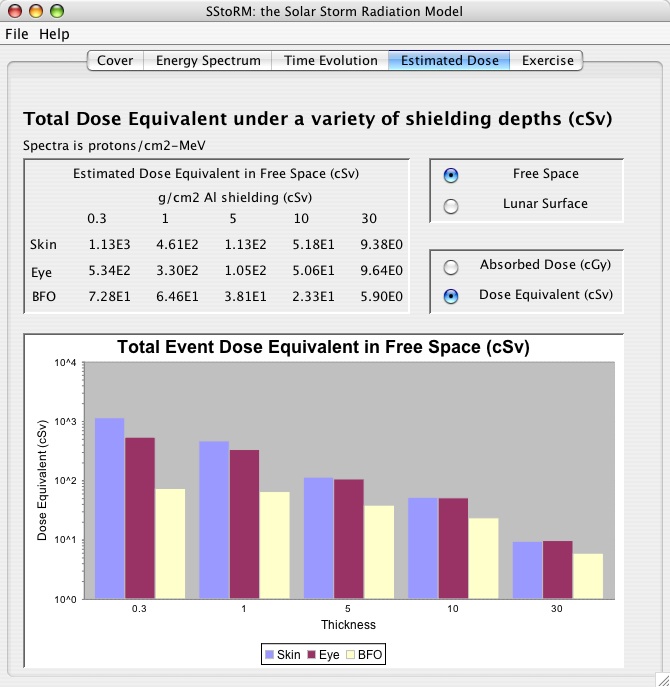 SStoRM: the Solar Storm Radiation Model
File Help
Cover Energy Spectrum Time Evolution Estimated Dose Exercise
Total Dose Equivalent under a variety of shielding depths (cSv)
Spectra is protons/cm2-MeV
Estimated Dose Equivalent in Free Space (cSv)
g/cm2 Al shielding (cSv)
0.3 1 5 10 30
Skin 1.13E3 4.61E2 1.13E2 5.18E1 9.38E0
Eye 5.34E2 3.30E2 1.05E2 5.06E1 9.64E0
BFO 7.28E1 6.46E1 3.81E1 2.33E1 5.90E0
Free Space
Lunar Surface
Absorbed Dose (cGy)
Dose Equivalent (cSv)
Total Event Dose Equivalent in Free Space (cSv)
Dose Equivalent (cSv)
10^4
10^3
10^2
10^1
10^0
0.3 1 5 10 30
Thickness
Skin Eye BFO